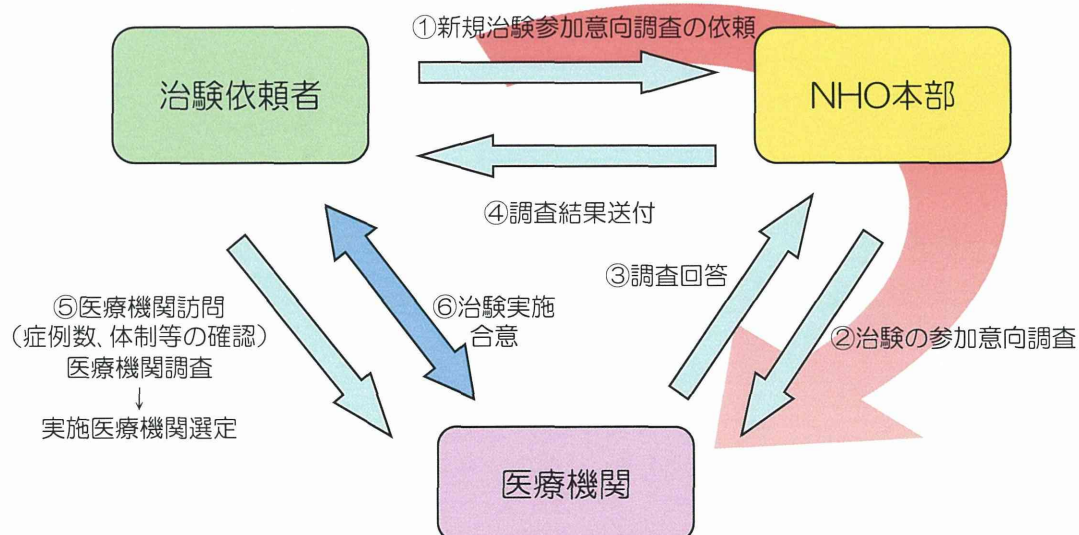 ①新規治験参加意向調査の依頼
治験依頼者
NHO本部
④調査結果送付
③調査回答
⑤医療機関訪問
(症例数、体制等の確認)
医療機関調査
↓
実施医療機関選定
⑥治験実施
合意
②治験の参加意向調査
医療機関